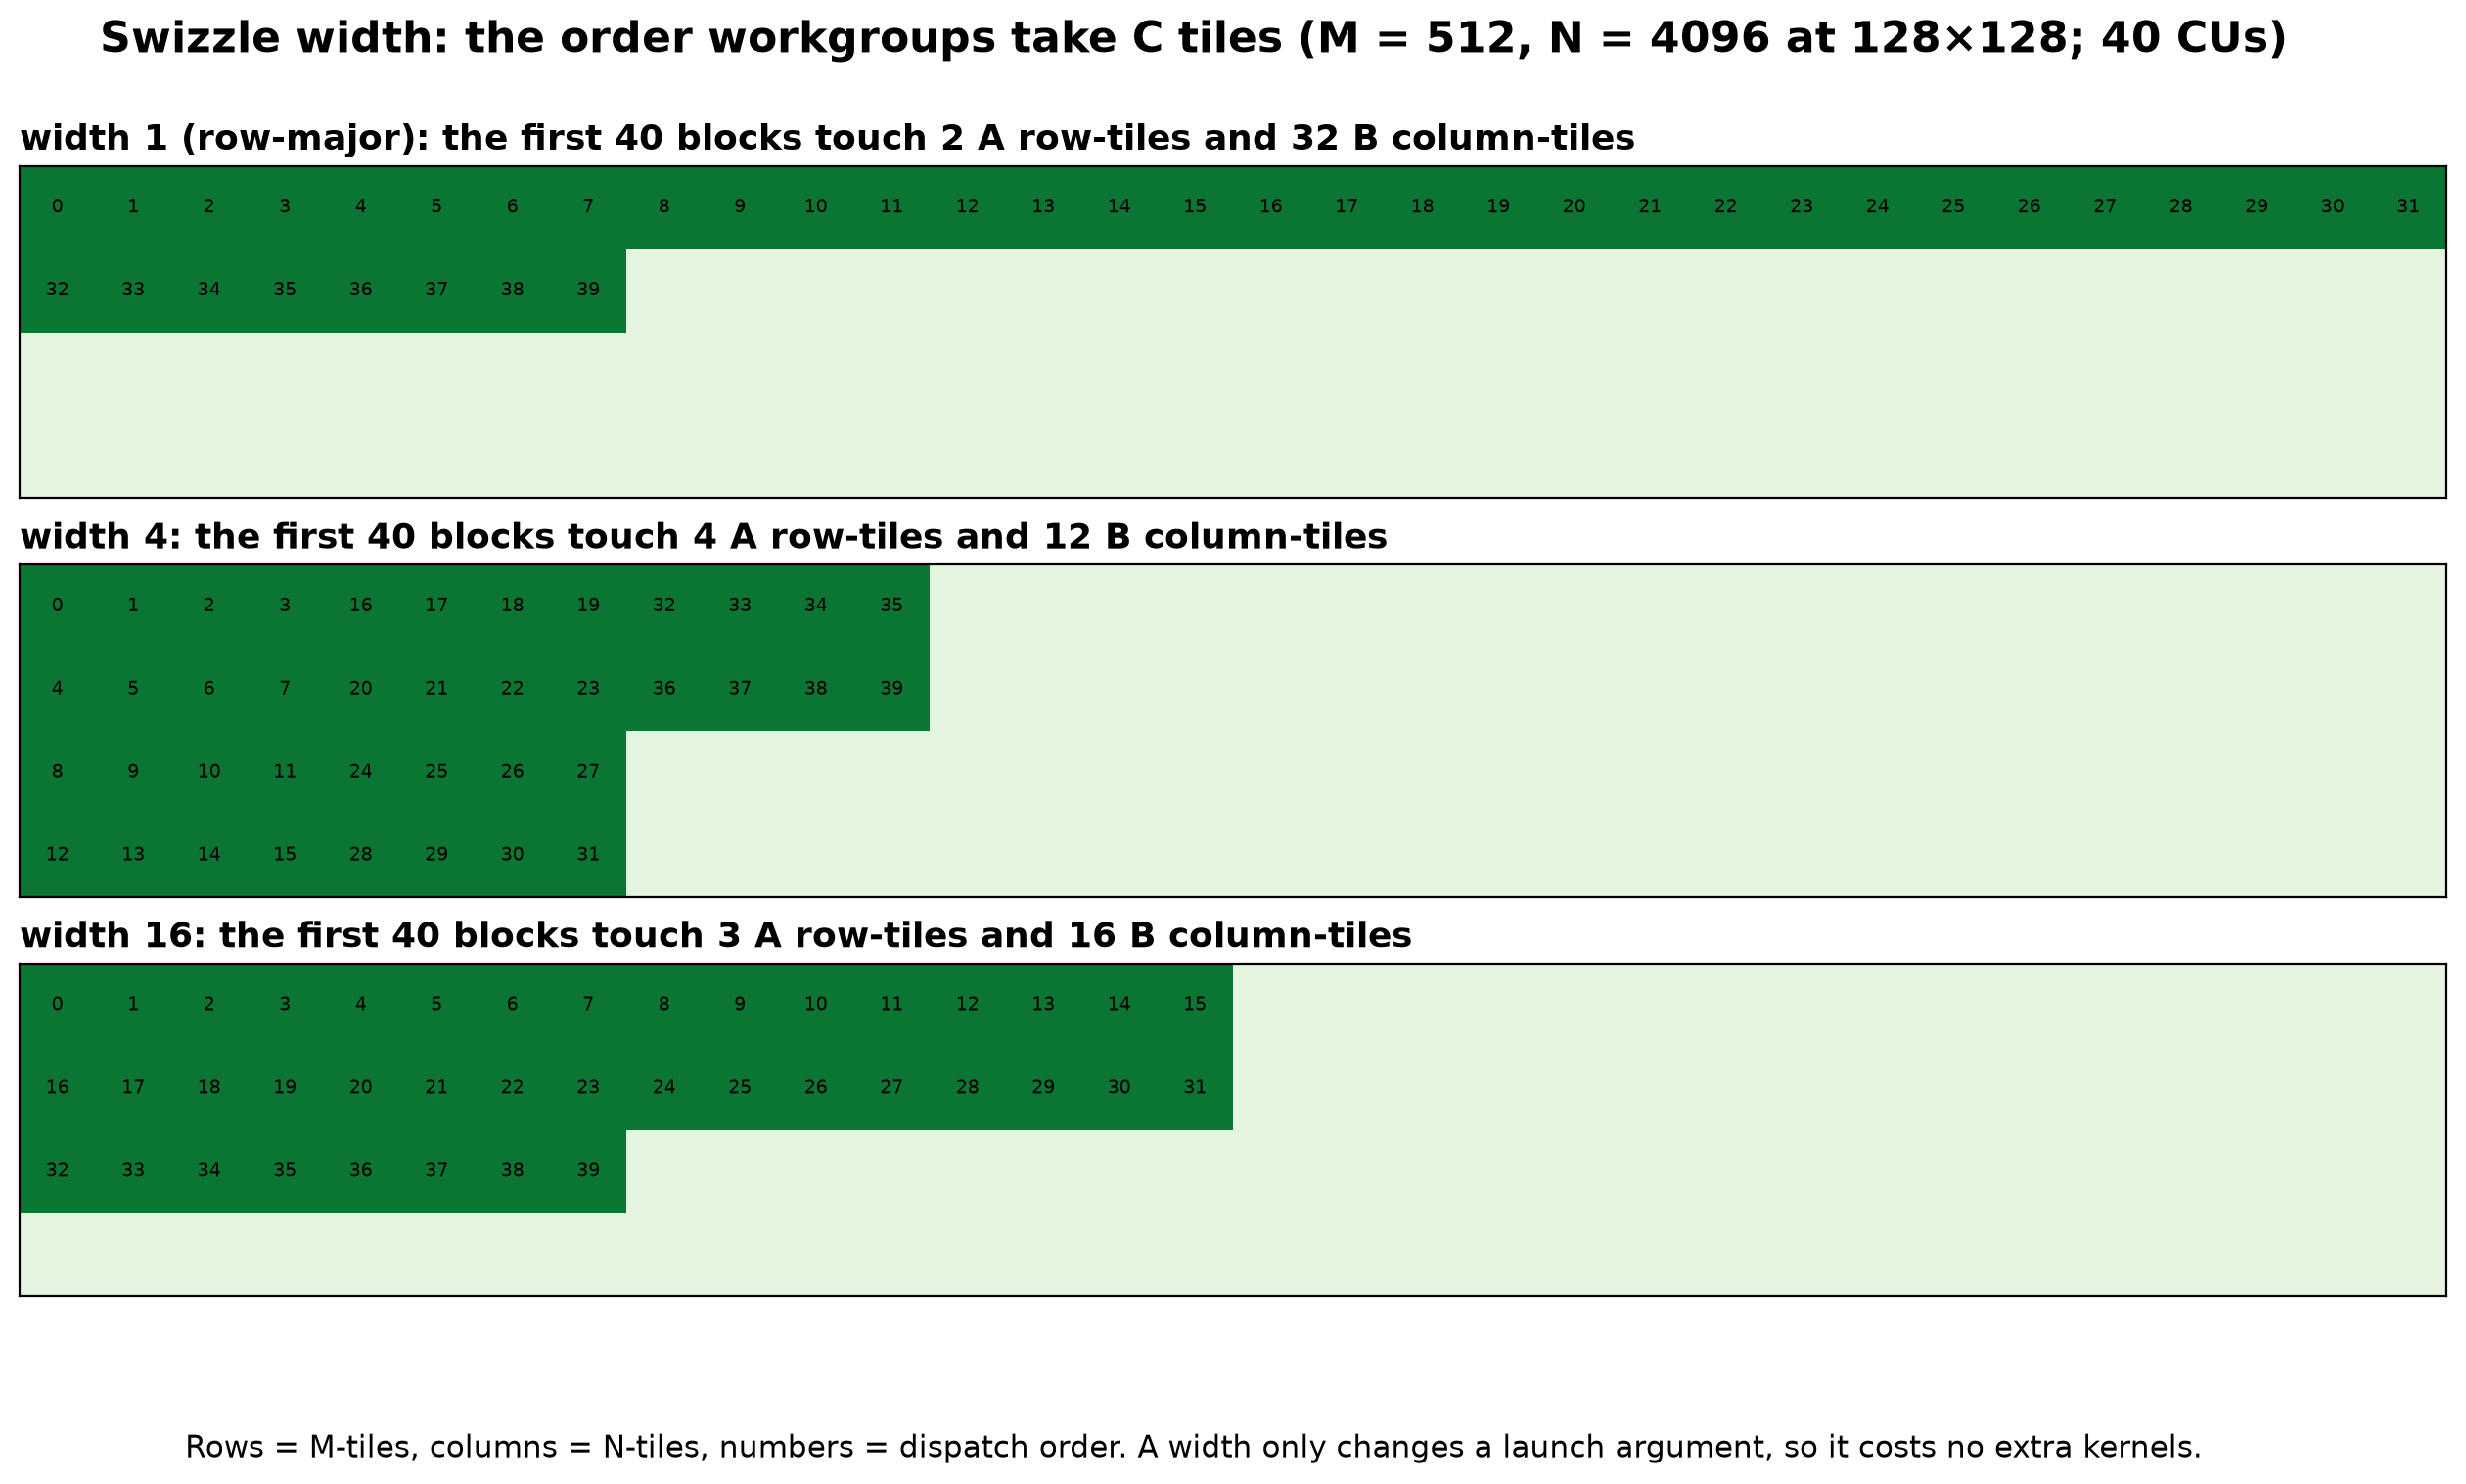 Swizzle width: the order workgroups take C tiles (M = 512, N = 4096 at 128×128; 40 CUs)
width 1 (row-major): the first 40 blocks touch 2 A row-tiles and 32 B column-tiles
0 1 2 3 4 5 6 7 8 9 10 11 12 13 14 15 16 17 18 19 20 21 22 23 24 25 26 27 28 29 30 31
32 33 34 35 36 37 38 39
width 4: the first 40 blocks touch 4 A row-tiles and 12 B column-tiles
0 1 2 3 16 17 18 19 32 33 34 35
4 5 6 7 20 21 22 23 36 37 38 39
8 9 10 11 24 25 26 27
12 13 14 15 28 29 30 31
width 16: the first 40 blocks touch 3 A row-tiles and 16 B column-tiles
0 1 2 3 4 5 6 7 8 9 10 11 12 13 14 15
16 17 18 19 20 21 22 23 24 25 26 27 28 29 30 31
32 33 34 35 36 37 38 39
Rows = M-tiles, columns = N-tiles, numbers = dispatch order. A width only changes a launch argument, so it costs no extra kernels.